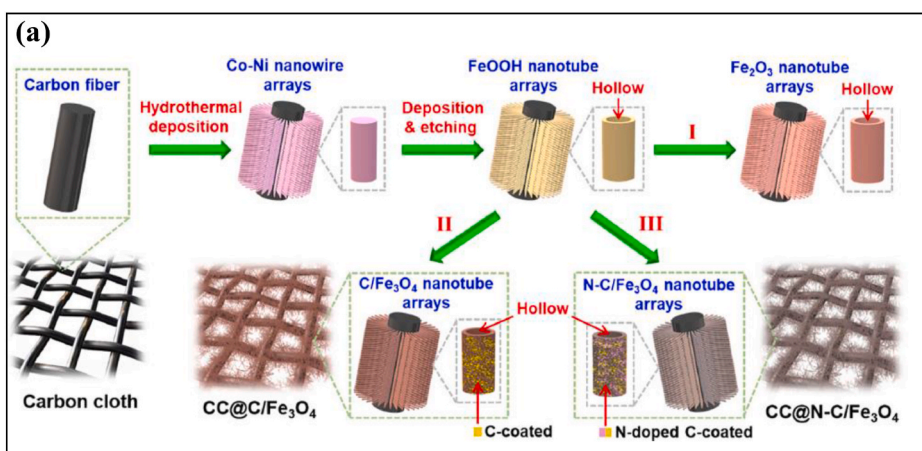 (a)
Carbon fiber
Hydrothermal
deposition
Co-Ni nanowire
arrays
Deposition
& etching
FeOOH nanotube
arrays
Hollow
I
Fe₂O₃ nanotube
arrays
Hollow
II
III
Carbon cloth
CC@C/Fe₃O₄
C/Fe₃O₄ nanotube
arrays
Hollow
C-coated
N-C/Fe₃O₄ nanotube
arrays
N-doped C-coated
CC@N-C/Fe₃O₄